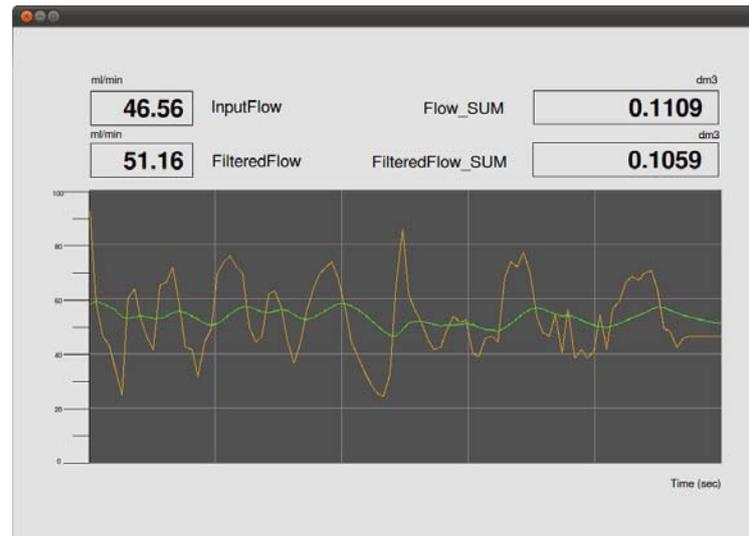 ml/min
dm3
46.56 InputFlow Flow_SUM 0.1109
ml/min
dm3
51.16 FilteredFlow FilteredFlow_SUM 0.1059
100
80
60
40
20
0
Time (sec)